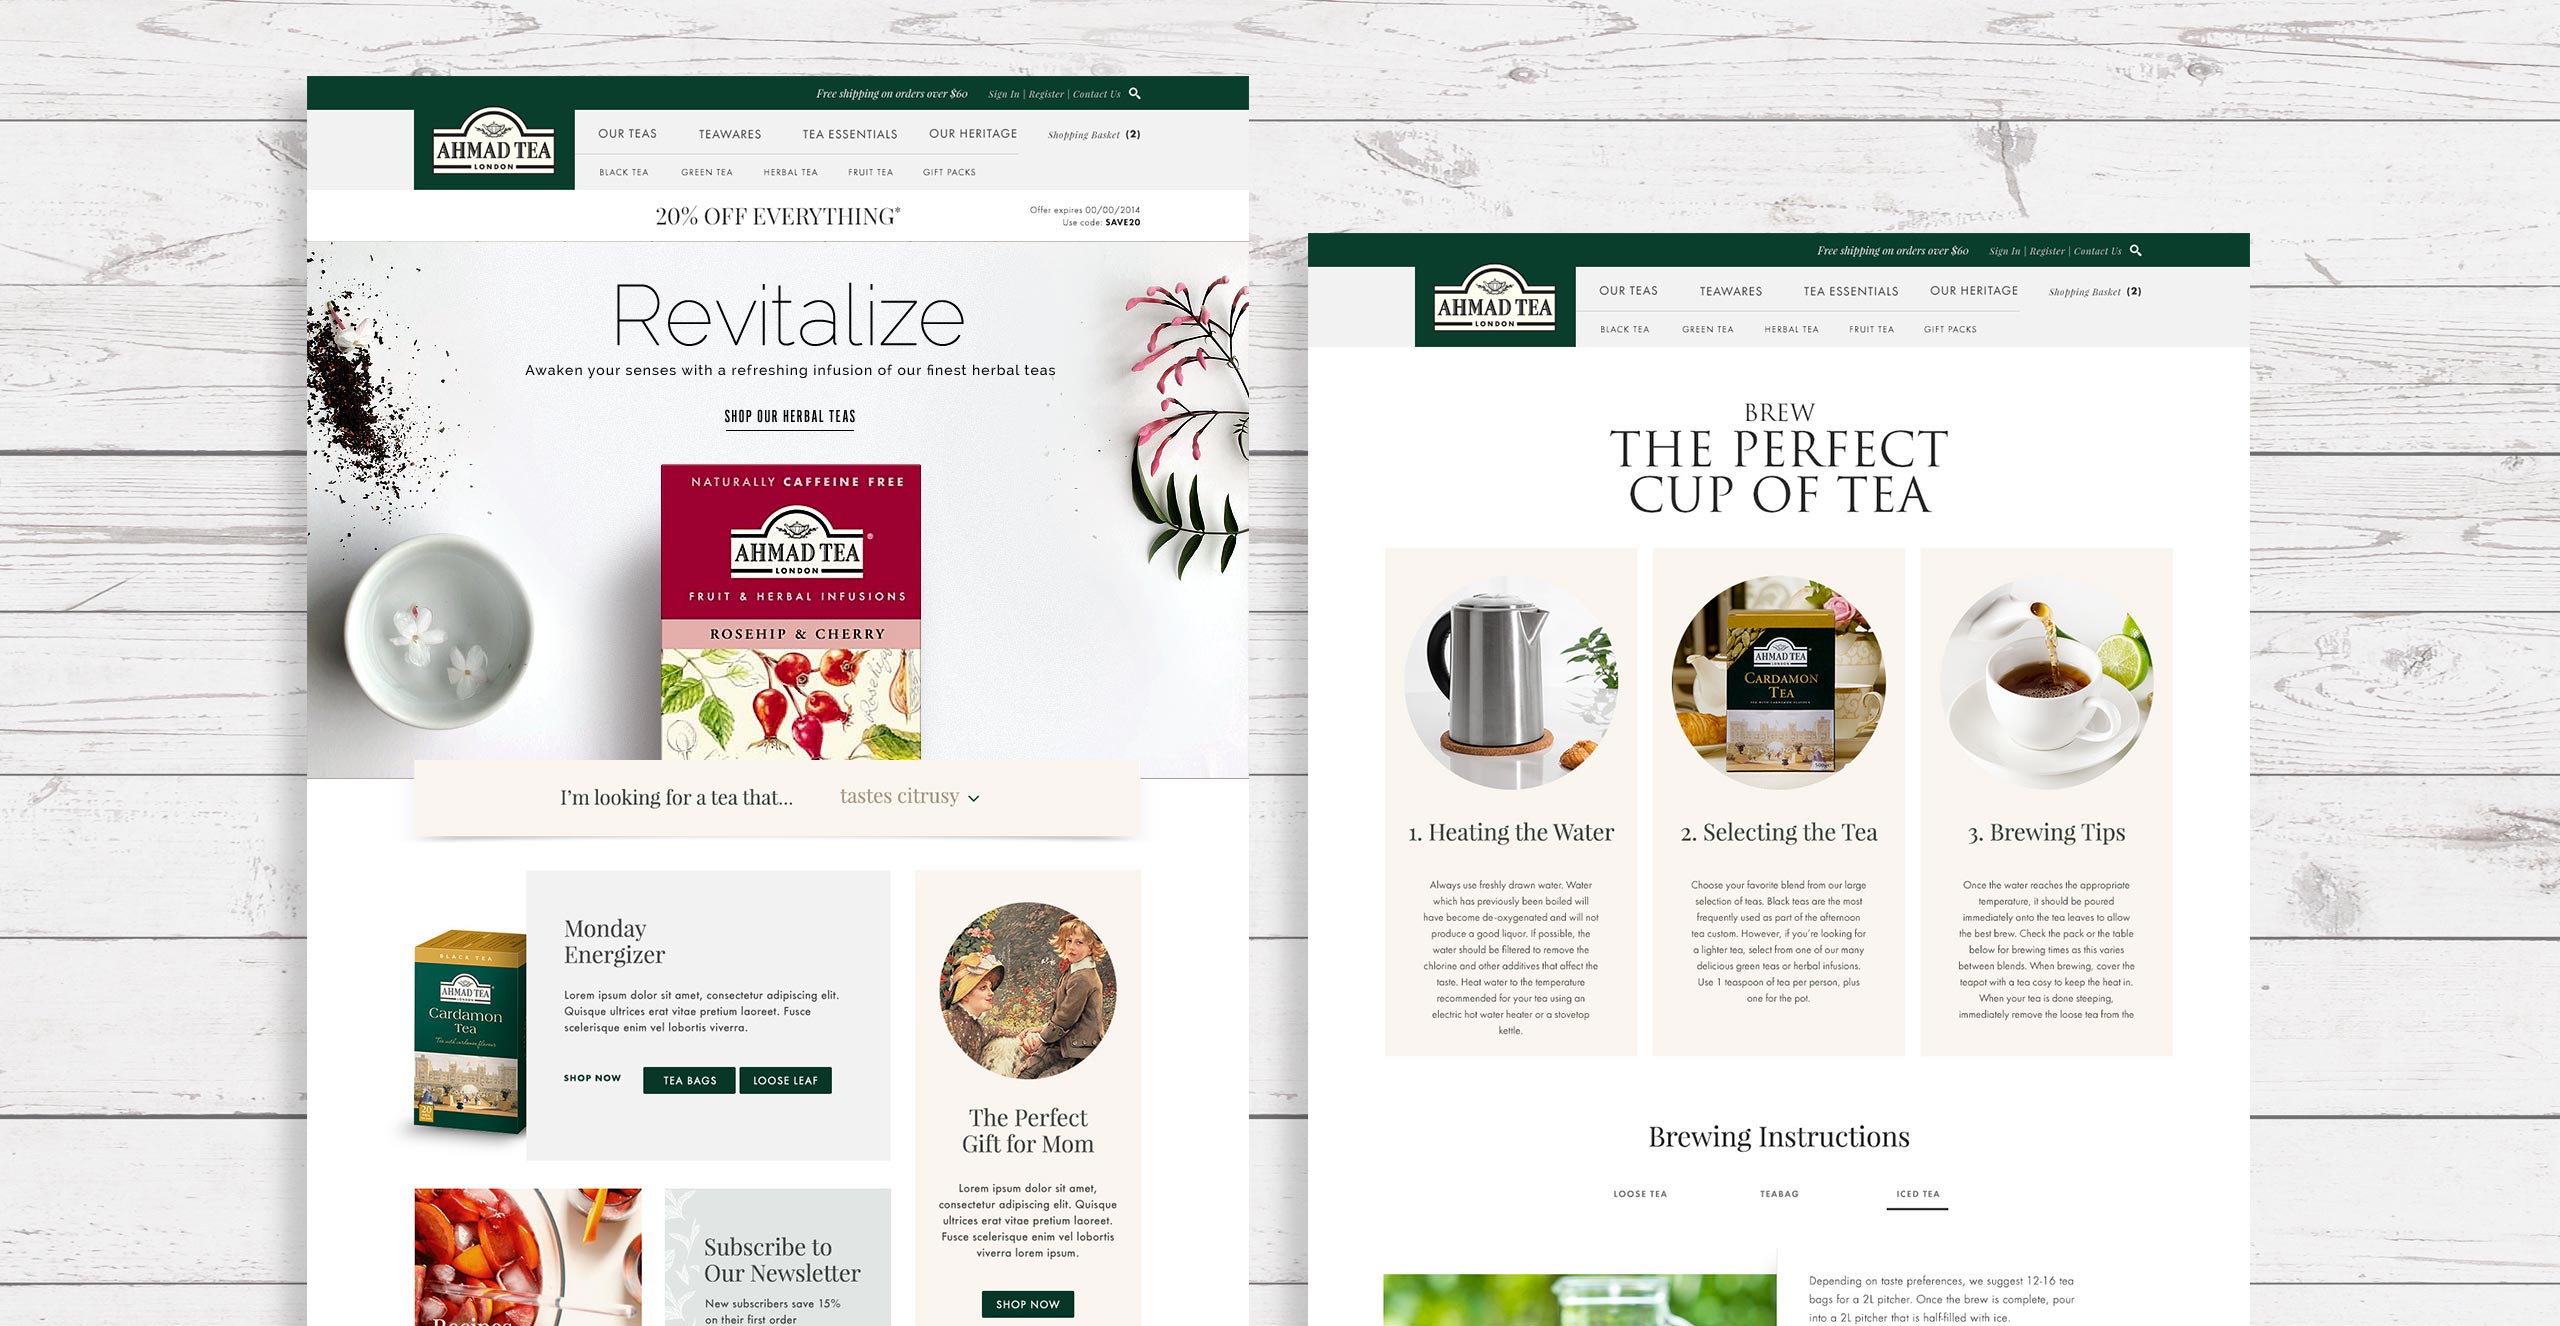 Free shipping on orders over $60 Sign In | Register | Contact Us
AHMAD TEA
LONDON
OUR TEAS TEAWARES TEA ESSENTIALS OUR HERITAGE Shopping Basket (2)
BLACK TEA GREEN TEA HERBAL TEA FRUIT TEA GIFT PACKS
20% OFF EVERYTHING*
Offer expires 00/00/2014
Use code: SAVE20
Revitalize
Awaken your senses with a refreshing infusion of our finest herbal teas
SHOP OUR HERBAL TEAS
NATURALLY CAFFEINE FREE
AHMAD TEA®
LONDON
FRUIT & HERBAL INFUSIONS
ROSEHIP & CHERRY
Rosehip
I'm looking for a tea that... tastes citrusy
BLACK TEA
AHMAD TEA
LONDON
Cardamon
Tea
Tea with cardamon flavour
20
Monday
Energizer
Lorem ipsum dolor sit amet, consectetur adipiscing elit.
Quisque ultrices erat vitae pretium laoreet. Fusce
scelerisque enim vel lobortis viverra.
SHOP NOW TEA BAGS LOOSE LEAF
The Perfect
Gift for Mom
Lorem ipsum dolor sit amet,
consectetur adipiscing elit. Quisque
ultrices erat vitae pretium laoreet.
Fusce scelerisque enim vel lobortis
viverra lorem ipsum.
SHOP NOW
Recipes
Subscribe to
Our Newsletter
New subscribers save 15%
on their first order
Free shipping on orders over $60 Sign In | Register | Contact Us
AHMAD TEA
LONDON
OUR TEAS TEAWARES TEA ESSENTIALS OUR HERITAGE Shopping Basket (2)
BLACK TEA GREEN TEA HERBAL TEA FRUIT TEA GIFT PACKS
BREW
THE PERFECT
CUP OF TEA
1. Heating the Water
Always use freshly drawn water. Water
which has previously been boiled will
have become de-oxygenated and will not
produce a good liquor. If possible, the
water should be filtered to remove the
chlorine and other additives that affect the
taste. Heat water to the temperature
recommended for your tea using an
electric hot water heater or a stovetop
kettle.
AHMAD TEA
LONDON
CARDAMON
TEA
TEA WITH CARDAMON FLAVOUR
500g
2. Selecting the Tea
Choose your favorite blend from our large
selection of teas. Black teas are the most
frequently used as part of the afternoon
tea custom. However, if you're looking for
a lighter tea, select from one of our many
delicious green teas or herbal infusions.
Use 1 teaspoon of tea per person, plus
one for the pot.
3. Brewing Tips
Once the water reaches the appropriate
temperature, it should be poured
immediately onto the tea leaves to allow
the best brew. Check the pack or the table
below for brewing times as this varies
between blends. When brewing, cover the
teapot with a tea cosy to keep the heat in.
When your tea is done steeping,
immediately remove the loose tea from the
Brewing Instructions
LOOSE TEA TEABAG ICED TEA
Depending on taste preferences, we suggest 12-16 tea
bags for a 2L pitcher. Once the brew is complete, pour
into a 2L pitcher that is half-filled with ice.